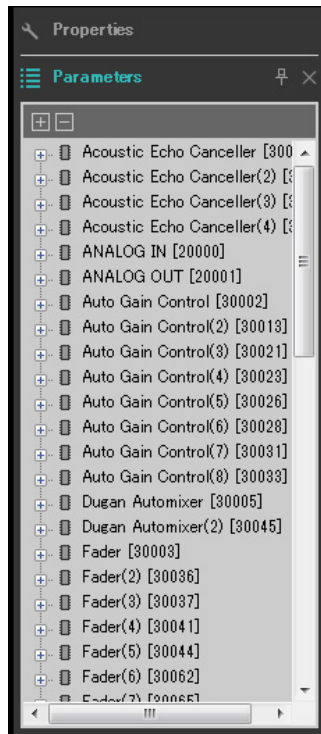 Properties
Parameters
Acoustic Echo Canceller [300
Acoustic Echo Canceller(2) [
Acoustic Echo Canceller(3) [
Acoustic Echo Canceller(4) [
ANALOG IN [20000]
ANALOG OUT [20001]
Auto Gain Control [30002]
Auto Gain Control(2) [30013]
Auto Gain Control(3) [30021]
Auto Gain Control(4) [30023]
Auto Gain Control(5) [30026]
Auto Gain Control(6) [30028]
Auto Gain Control(7) [30031]
Auto Gain Control(8) [30033]
Dugan Automixer [30005]
Dugan Automixer(2) [30045]
Fader [30003]
Fader(2) [30036]
Fader(3) [30037]
Fader(4) [30041]
Fader(5) [30044]
Fader(6) [30062]
Fader(7) [30065]